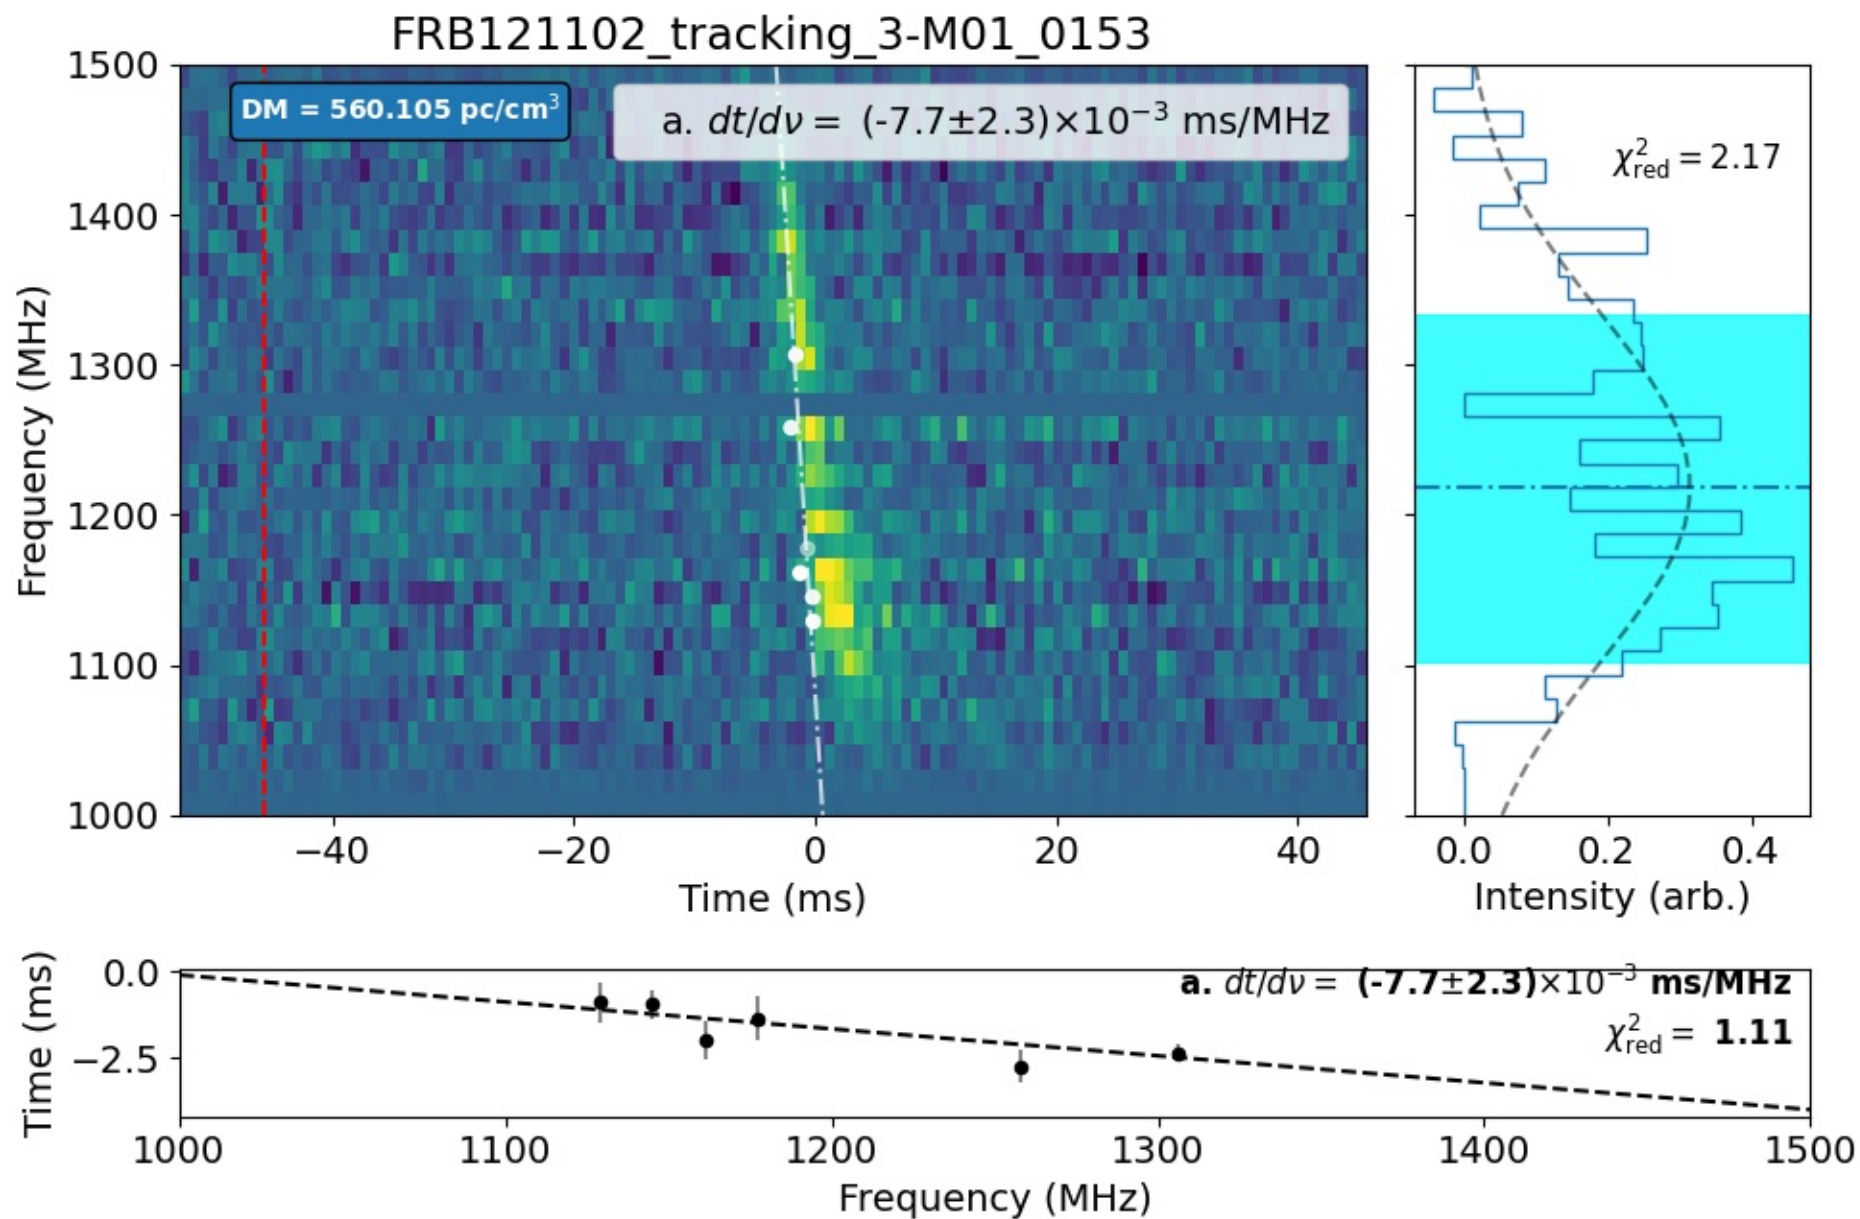 FRB121102_tracking_3-M01_0153
DM = 560.105 pc/cm³
a. dt/dν = (-7.7±2.3)×10⁻³ ms/MHz
χ²red = 2.17
1500
1400
1300
1200
1100
1000
Frequency (MHz)
−40 −20 0 20 40
Time (ms)
0.0 0.2 0.4
Intensity (arb.)
a. dt/dν = (-7.7±2.3)×10⁻³ ms/MHz
χ²red = 1.11
0.0
−2.5
Time (ms)
1000 1100 1200 1300 1400 1500
Frequency (MHz)